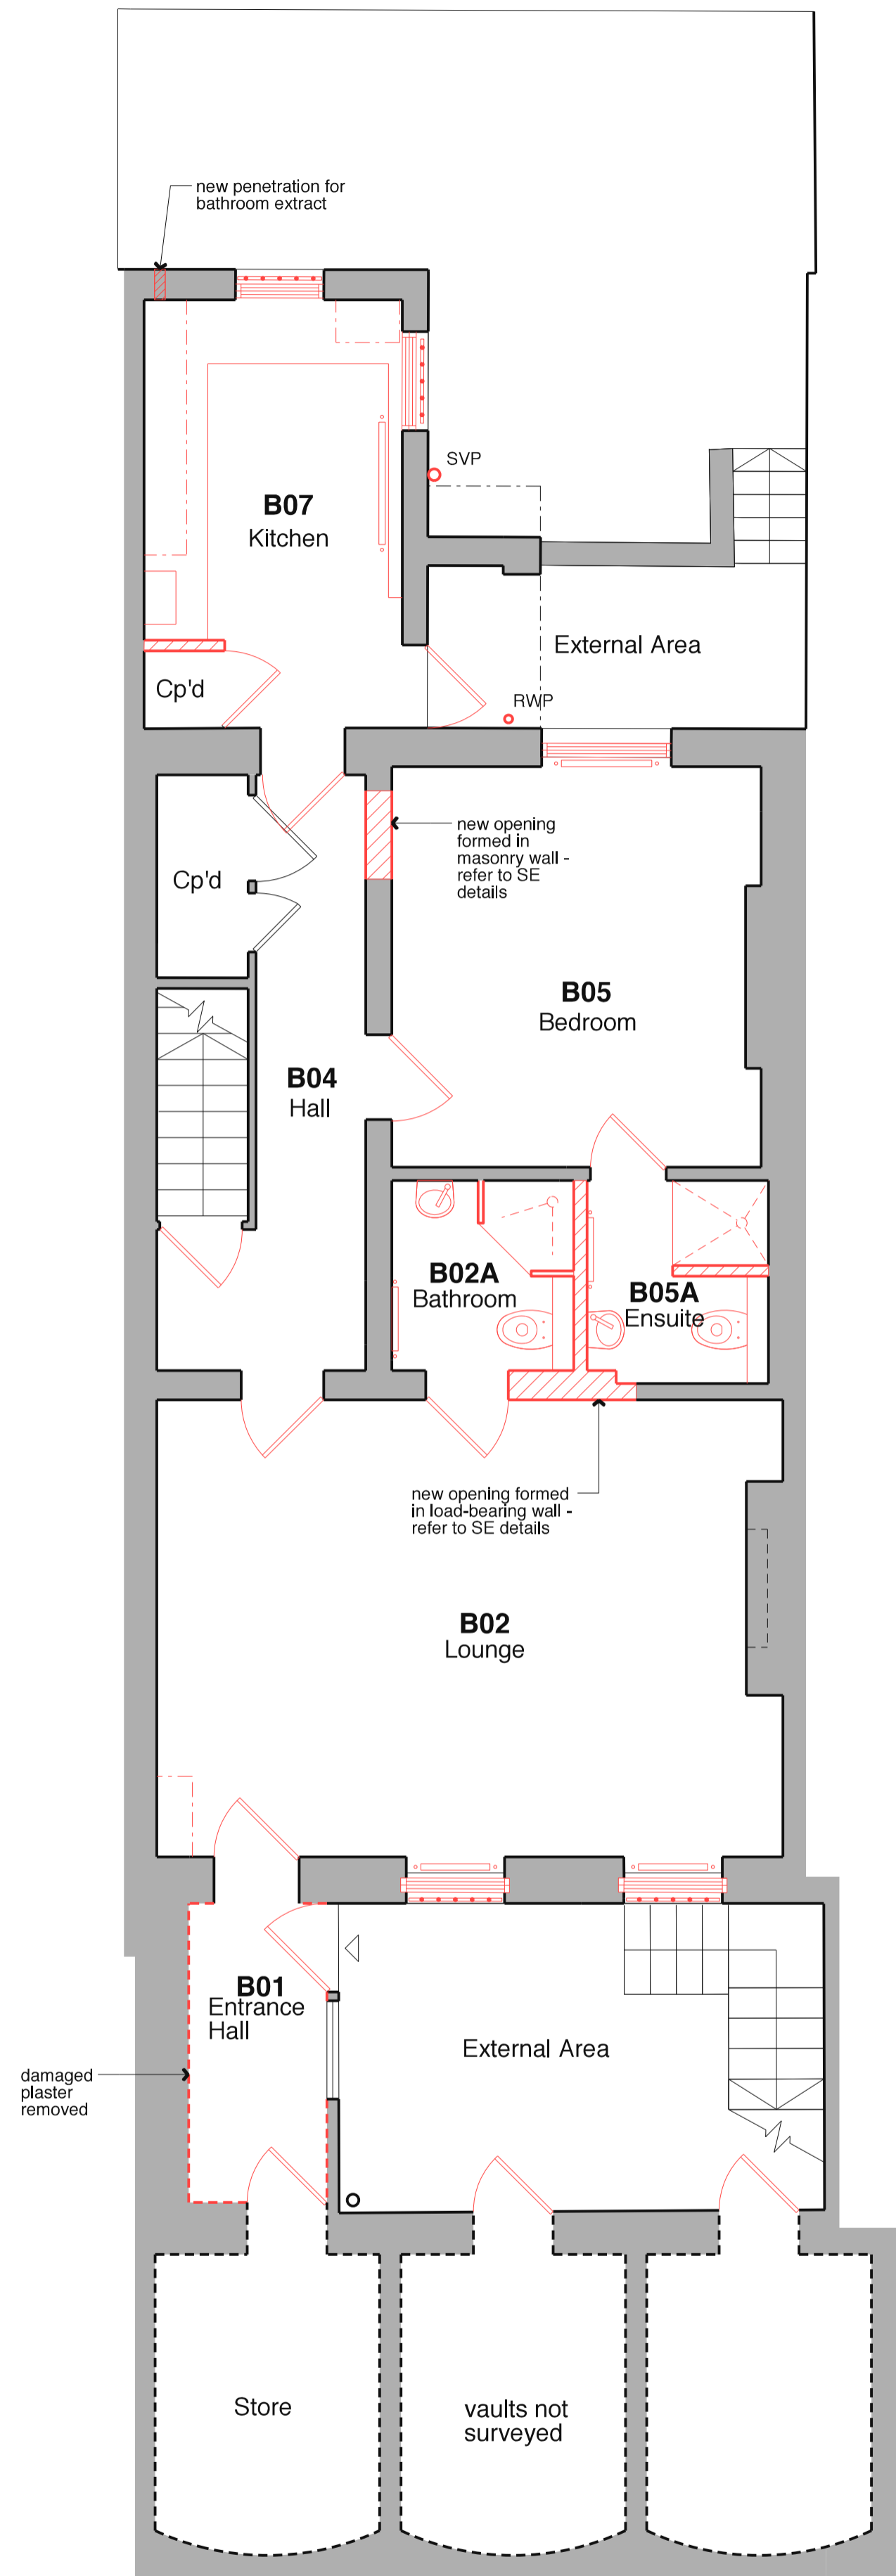 new penetration for
bathroom extract
SVP
B07
Kitchen
External Area
Cp'd
RWP
new opening
formed in
masonry wall -
refer to SE
details
Cp'd
B05
Bedroom
B04
Hall
B02A
Bathroom
B05A
Ensuite
new opening formed
in load-bearing wall -
refer to SE details
B02
Lounge
B01
Entrance
Hall
External Area
damaged
plaster
removed
Store
vaults not
surveyed